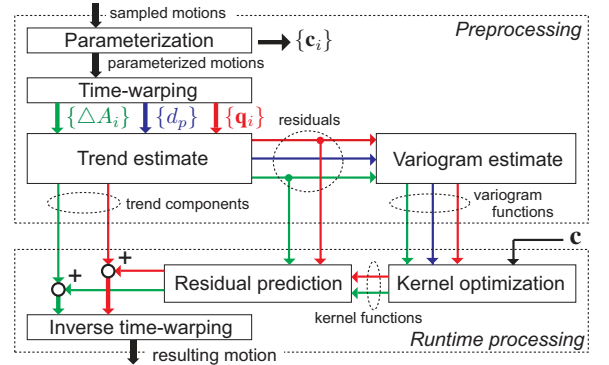 sampled motions
Preprocessing
Parameterization
{c_i}
parameterized motions
Time-warping
{△A_i} {d_p} {q_i}
residuals
Trend estimate
Variogram estimate
trend components
variogram
functions
c
+
+
Residual prediction
Kernel optimization
kernel functions
Inverse time-warping
Runtime processing
resulting motion